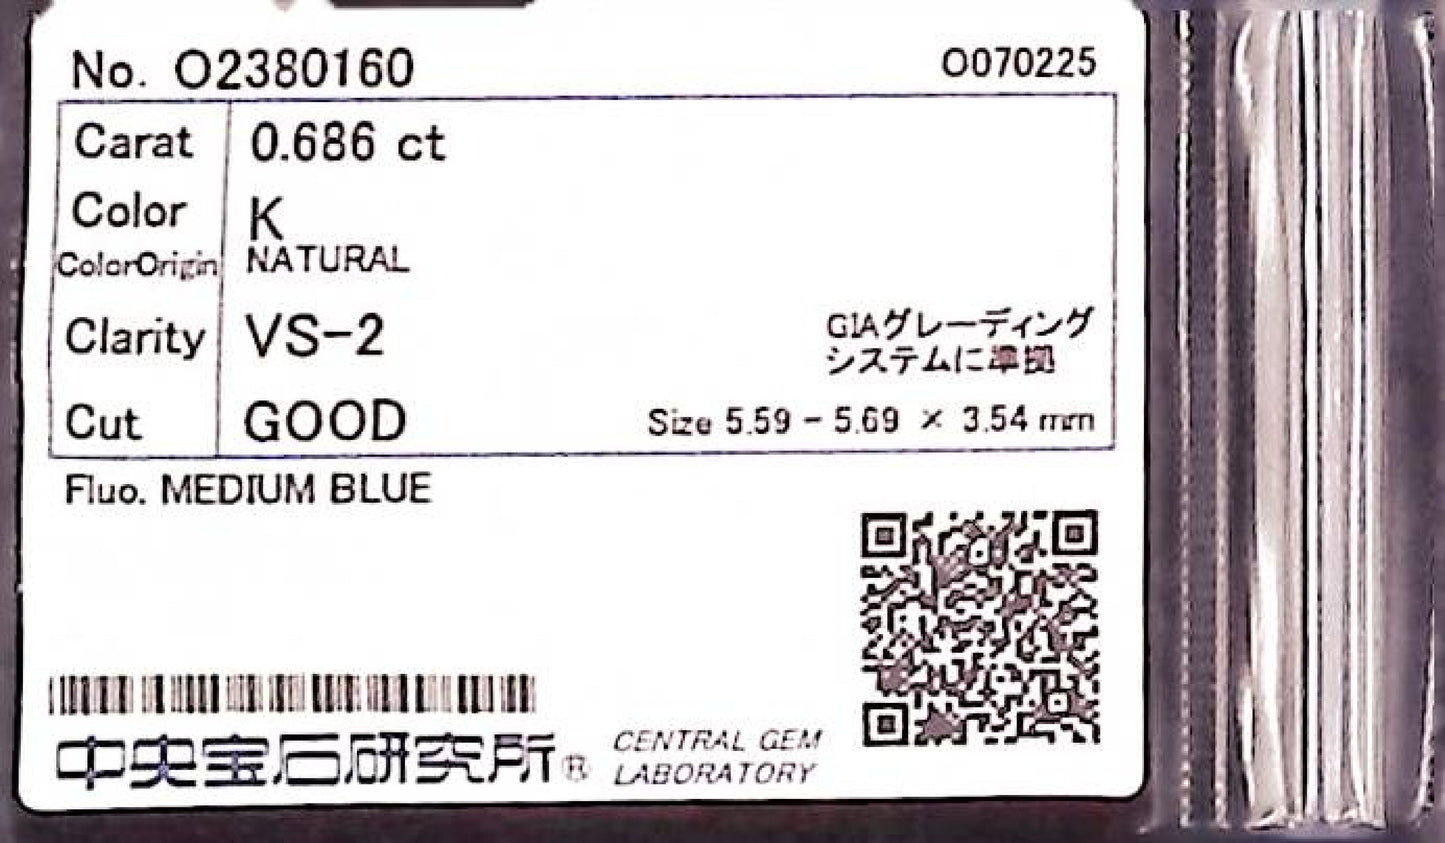 No. O2380160 O070225
Carat 0.686 ct
Color K
ColorOrigin NATURAL
Clarity VS-2
GIAグレーディング
システムに準拠
Cut GOOD Size 5.59 - 5.69 × 3.54 mm
Fluo. MEDIUM BLUE
中央宝石研究所® CENTRAL GEM
LABORATORY